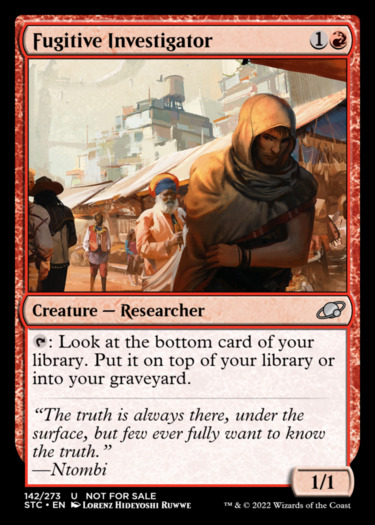 Fugitive Investigator 1
Creature — Researcher
: Look at the bottom card of your
library. Put it on top of your library or
into your graveyard.
“The truth is always there, under the
surface, but few ever fully want to know
the truth.”
—Ntombi
1/1
142/273 U NOT FOR SALE
STC • EN Lorenz Hideyoshi Ruwwe
™ & © 2022 Wizards of the Coast